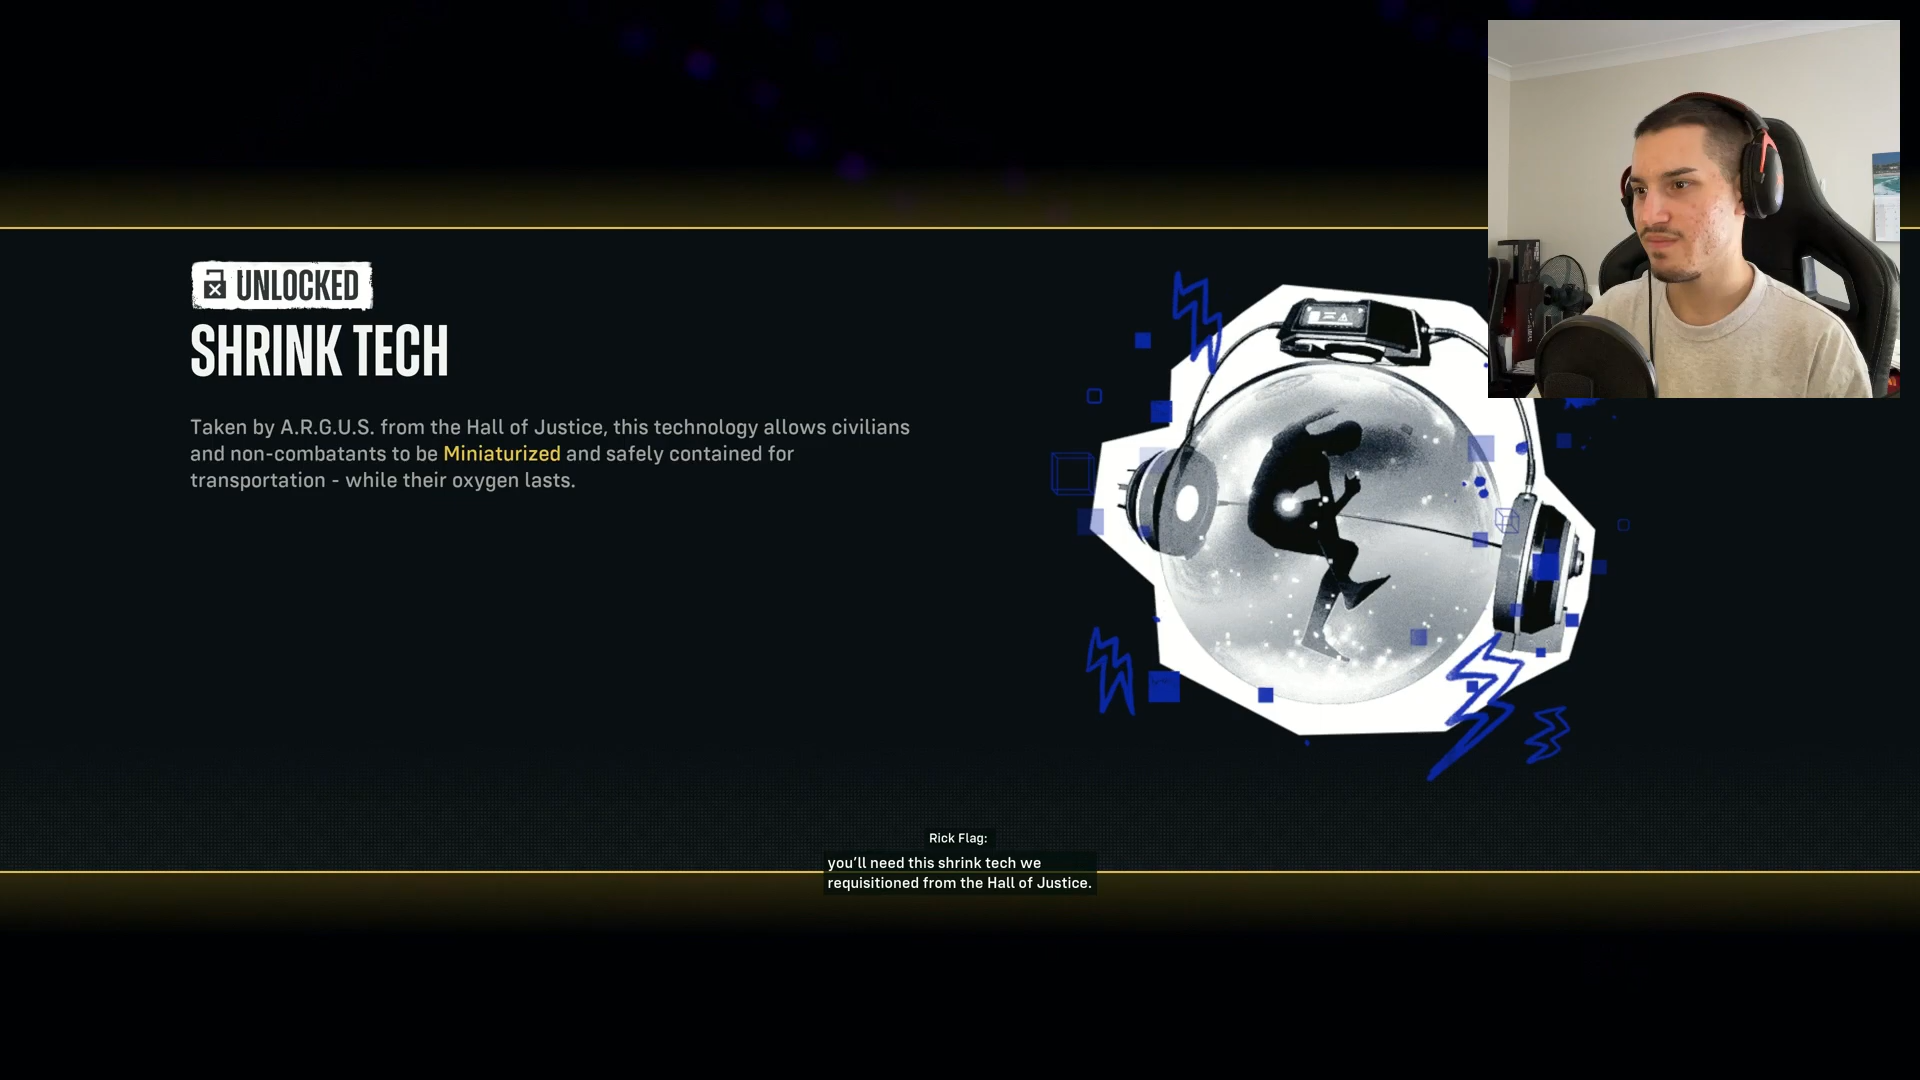 UNLOCKED
SHRINK TECH
Taken by A.R.G.U.S. from the Hall of Justice, this technology allows civilians
and non-combatants to be Miniaturized and safely contained for
transportation - while their oxygen lasts.
Rick Flag:
you'll need this shrink tech we
requisitioned from the Hall of Justice.